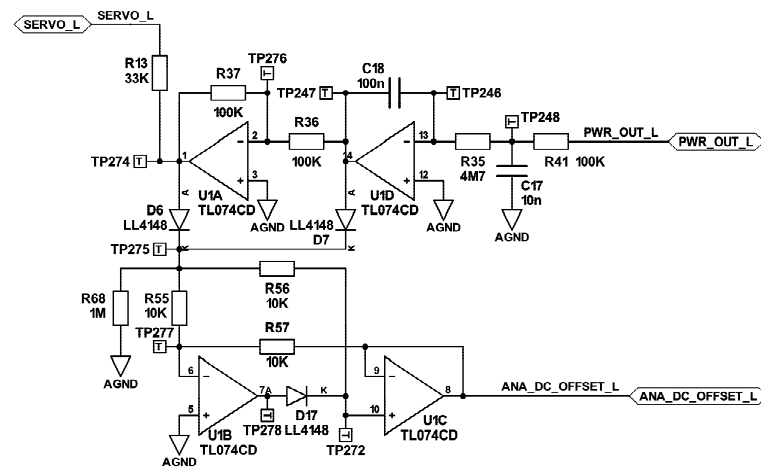 SERVO_L
SERVO_L
R13
33K
R37
100K
TP276
TP247
C18
100n
TP246
TP248
PWR_OUT_L
PWR_OUT_L
R36
100K
R35
4M7
R41 100K
C17
10n
AGND
TP274
1
2
3
U1A
TL074CD
AGND
14
13
12
U1D
TL074CD
AGND
A
D6
LL4148
K
A
LL4148
D7
K
TP275
R68
1M
AGND
R55
10K
R56
10K
TP277
R57
10K
6
5
7
U1B
TL074CD
AGND
A
K
D17
LL4148
TP278
TP272
9
10
8
U1C
TL074CD
ANA_DC_OFFSET_L
ANA_DC_OFFSET_L